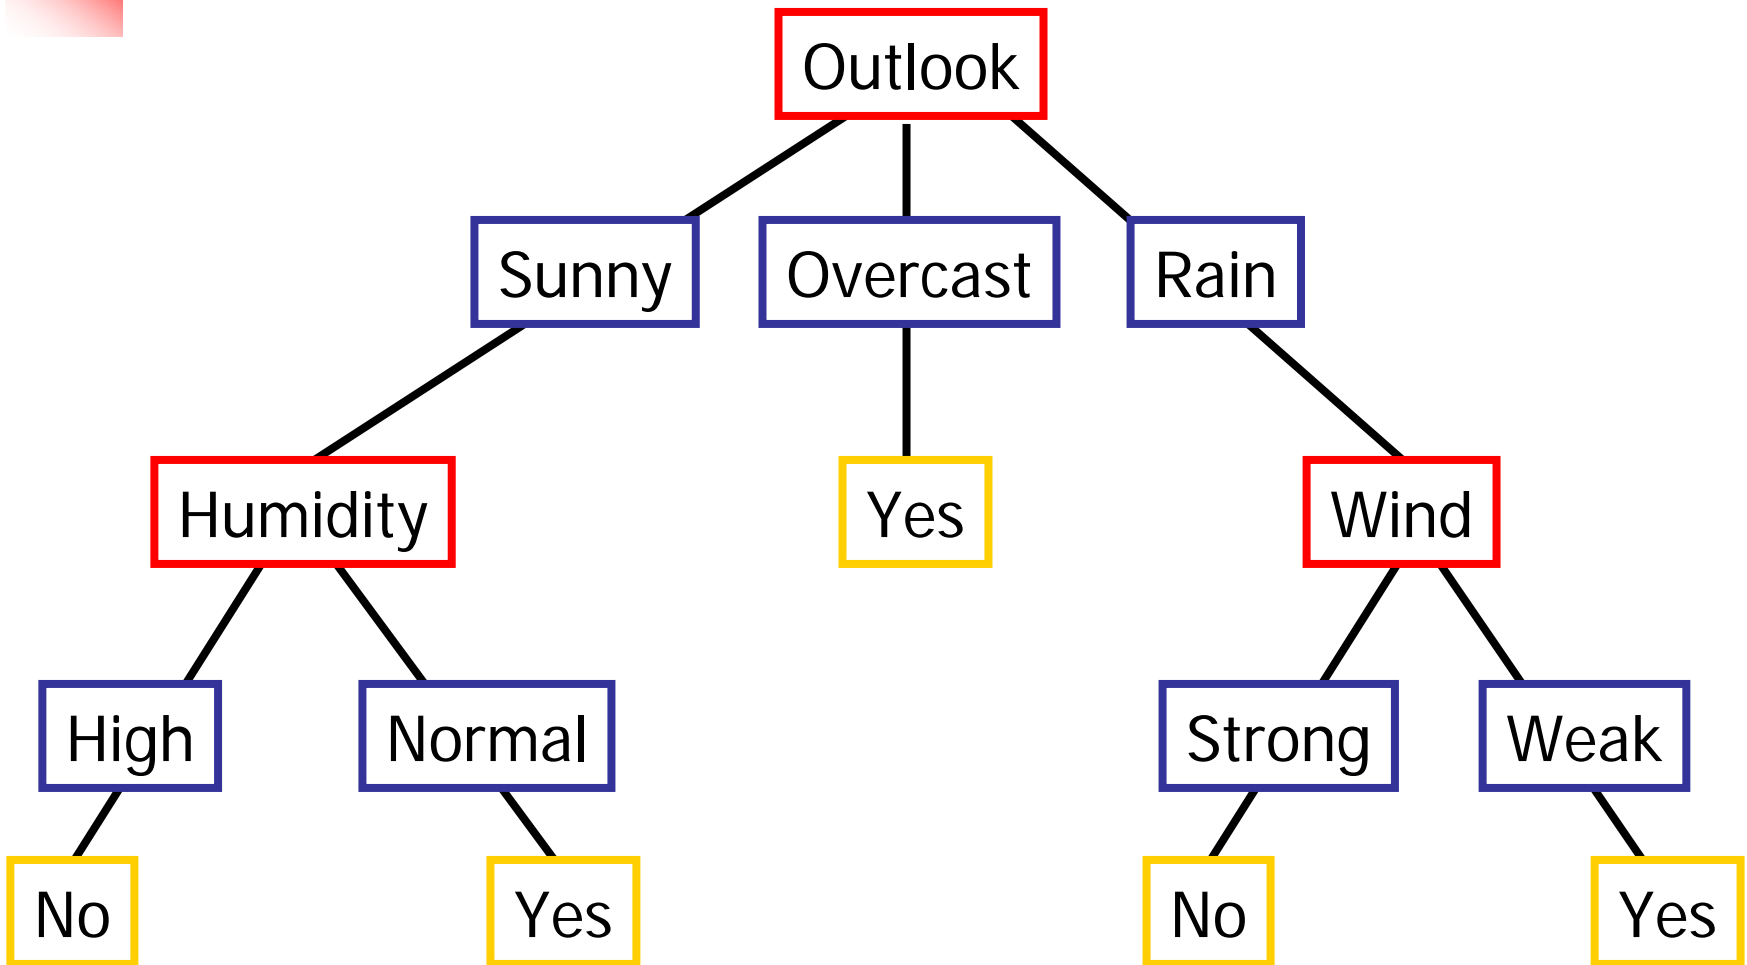 Outlook
Sunny
Overcast
Rain
Humidity
Yes
Wind
High
Normal
Strong
Weak
No
Yes
No
Yes